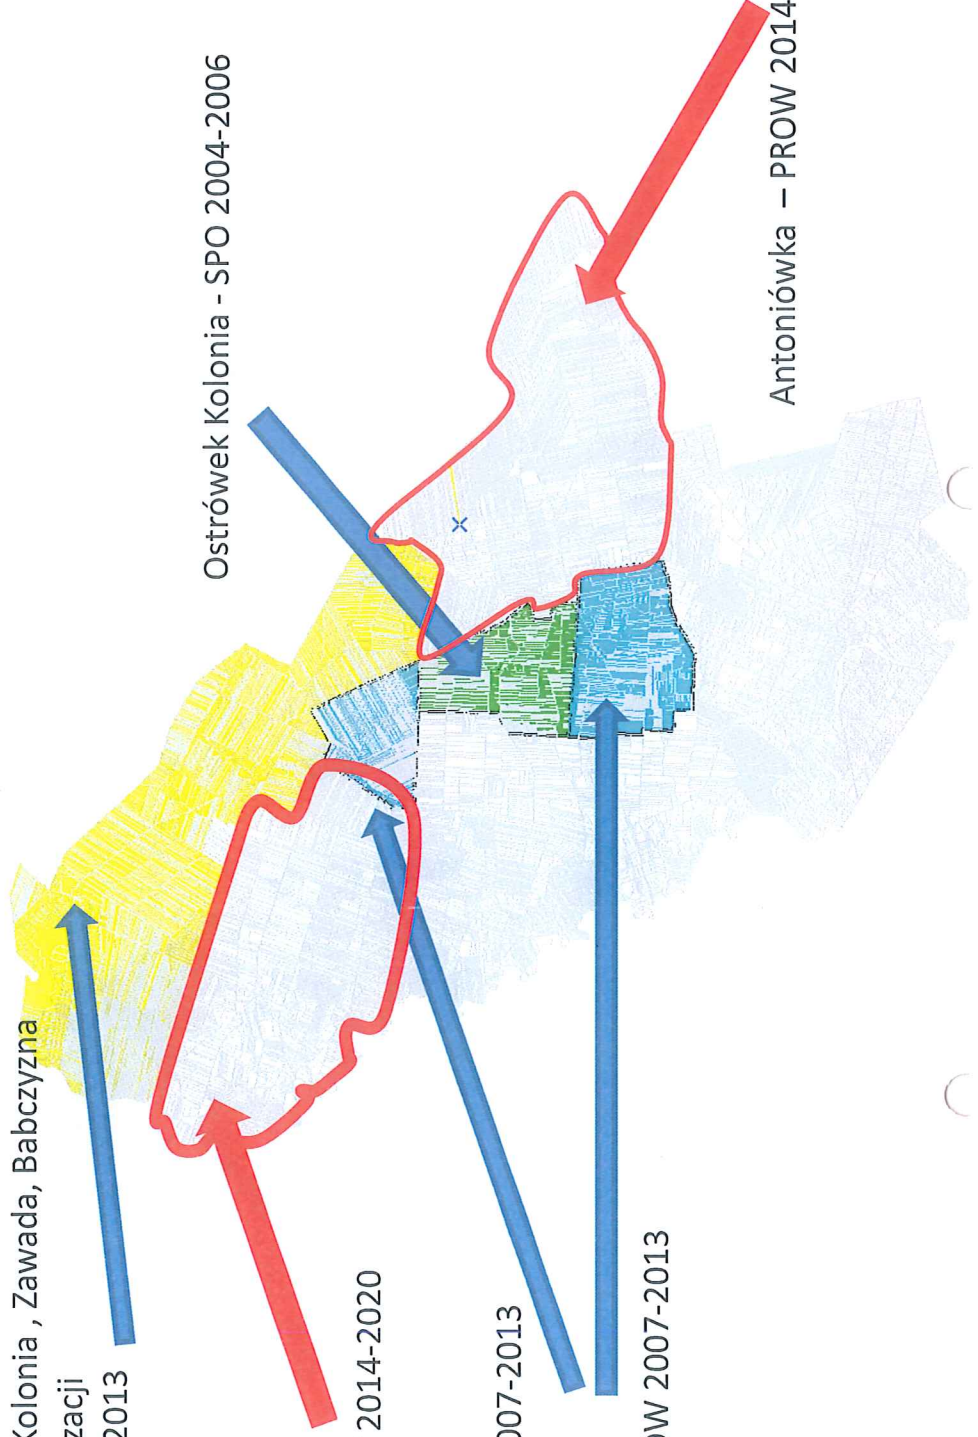 Kolonia , Zawada, Babczyzna
zacji
2013
2014-2020
007-2013
OW 2007-2013
Ostrówek Kolonia - SPO 2004-2006
Antoniówka – PROW 2014